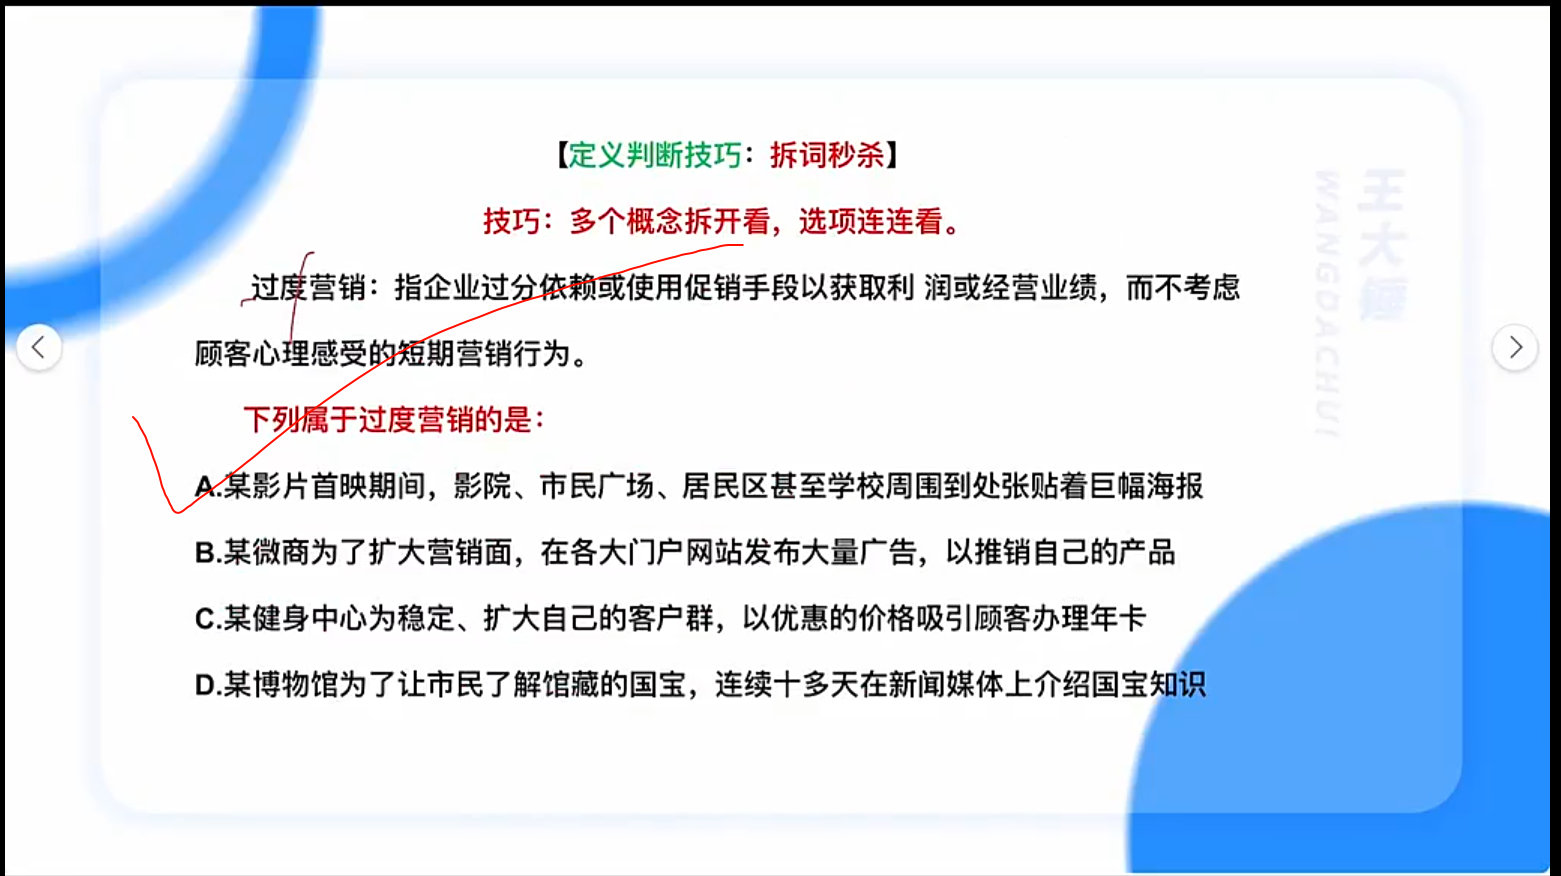 【定义判断技巧：拆词秒杀】
技巧：多个概念拆开看，选项连连看。
过度营销：指企业过分依赖或使用促销手段以获取利 润或经营业绩，而不考虑
顾客心理感受的短期营销行为。
下列属于过度营销的是：
A.某影片首映期间，影院、市民广场、居民区甚至学校周围到处张贴着巨幅海报
B.某微商为了扩大营销面，在各大门户网站发布大量广告，以推销自己的产品
C.某健身中心为稳定、扩大自己的客户群，以优惠的价格吸引顾客办理年卡
D.某博物馆为了让市民了解馆藏的国宝，连续十多天在新闻媒体上介绍国宝知识
王大
WANGDACHUI